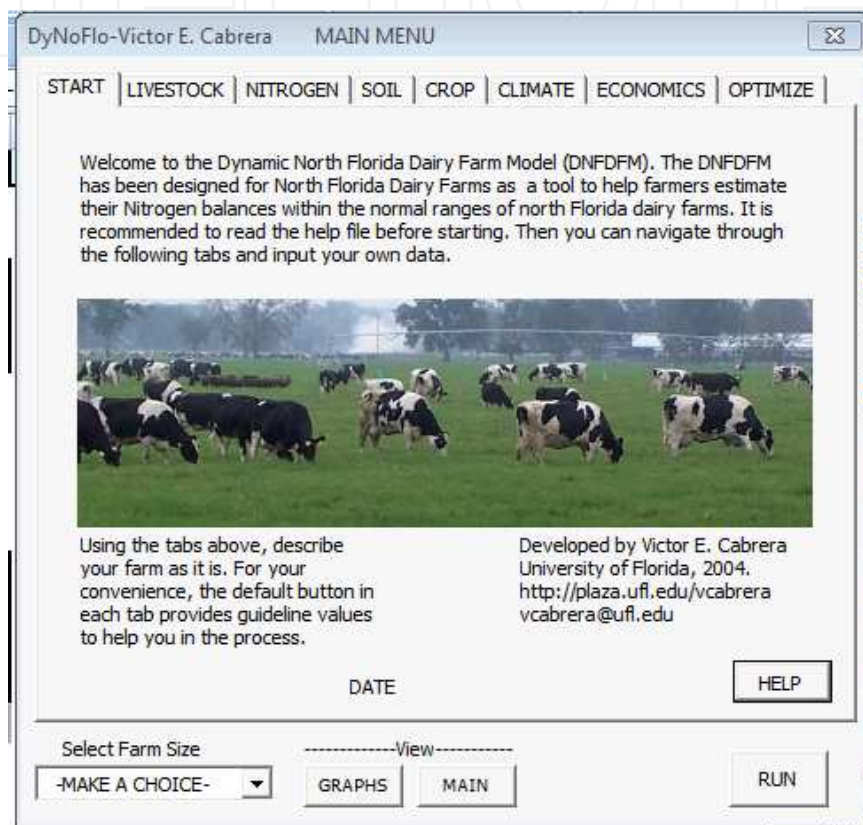 DyNoFlo-Victor E. Cabrera MAIN MENU
START LIVESTOCK NITROGEN SOIL CROP CLIMATE ECONOMICS OPTIMIZE
Welcome to the Dynamic North Florida Dairy Farm Model (DNFDFM). The DNFDFM
has been designed for North Florida Dairy Farms as a tool to help farmers estimate
their Nitrogen balances within the normal ranges of north Florida dairy farms. It is
recommended to read the help file before starting. Then you can navigate through
the following tabs and input your own data.
Using the tabs above, describe
your farm as it is. For your
convenience, the default button in
each tab provides guideline values
to help you in the process.
Developed by Victor E. Cabrera
University of Florida, 2004.
http://plaza.ufl.edu/vcabrera
vcabrera@ufl.edu
DATE
HELP
Select Farm Size
-------------View-----------
-MAKE A CHOICE-
GRAPHS
MAIN
RUN